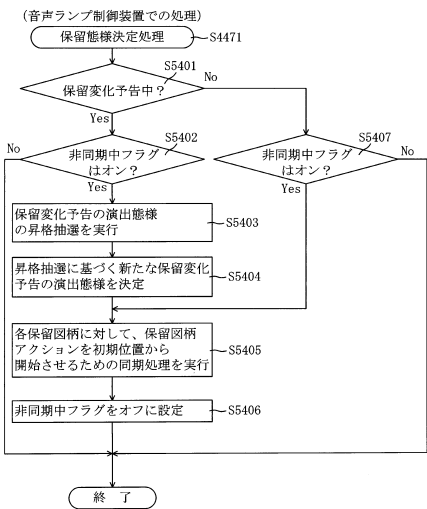 (音声ランプ制御装置での処理)
保留態様決定処理
S4471
S5401
保留変化予告中?
No
Yes
S5402
No
非同期中フラグ
はオン?
Yes
S5407
非同期中フラグ
はオン?
No
Yes
保留変化予告の演出態様
の昇格抽選を実行
S5403
昇格抽選に基づく新たな保留変化
予告の演出態様を決定
S5404
各保留図柄に対して、保留図柄
アクションを初期位置から
開始させるための同期処理を実行
S5405
非同期中フラグをオフに設定
S5406
終 了